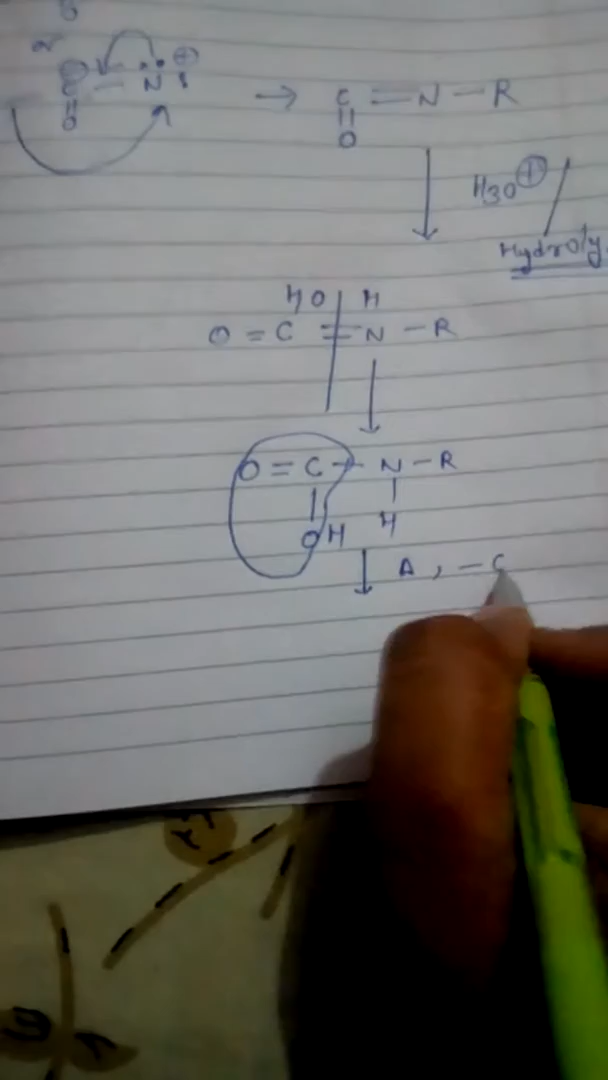 N ⊕ → C = N - R
O || O
H3O⊕
Hydroly
HO H
O = C = N - R
O = C - N - R
OH H
Δ, - C